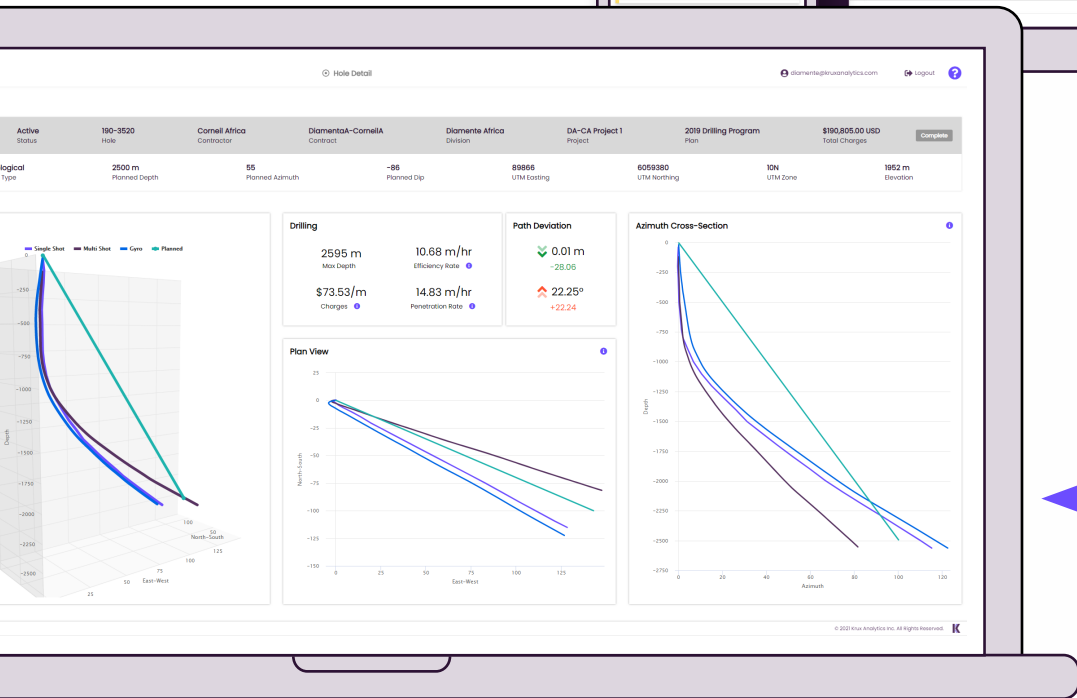 Hole Detail
diamente@kruxanalytics.com
Logout
?
Active
Status
190-3520
Hole
Corneil Africa
Contractor
DiamentaA-CorneilA
Contract
Diamente Africa
Division
DA-CA Project 1
Project
2019 Drilling Program
Plan
$190,805.00 USD
Total Charges
Complete
logical
Type
2500 m
Planned Depth
55
Planned Azimuth
-86
Planned Dip
89866
UTM Easting
6059380
UTM Northing
10N
UTM Zone
1952 m
Elevation
Single Shot Multi Shot Gyro Planned
0
-250
-500
-750
-1000
-1250
-1500
-1750
-2000
-2250
-2500
Depth
25
50
75
100
125
East-West
100
50
North-South
Drilling
2595 m
Max Depth
10.68 m/hr
Efficiency Rate
$73.53/m
Charges
14.83 m/hr
Penetration Rate
Path Deviation
0.01 m
-28.06
22.25º
+22.24
Plan View
25
0
-25
-50
-75
-100
-125
-150
North-South
0 25 50 75 100 125
East-West
Azimuth Cross-Section
0
-250
-500
-750
-1000
-1250
-1500
-1750
-2000
-2250
-2500
-2750
Depth
0 20 40 60 80 100 120
Azimuth
© 2021 Krux Analytics Inc. All Rights Reserved.
K